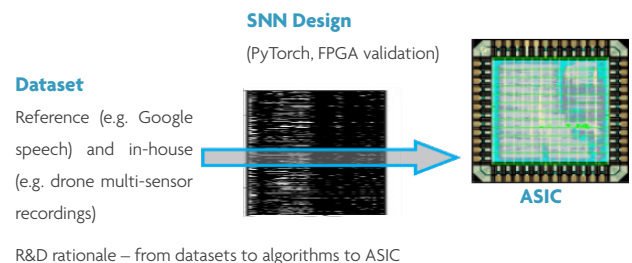 SNN Design
(PyTorch, FPGA validation)
Dataset
Reference (e.g. Google
speech) and in-house
(e.g. drone multi-sensor
recordings)
ASIC
R&D rationale – from datasets to algorithms to ASIC